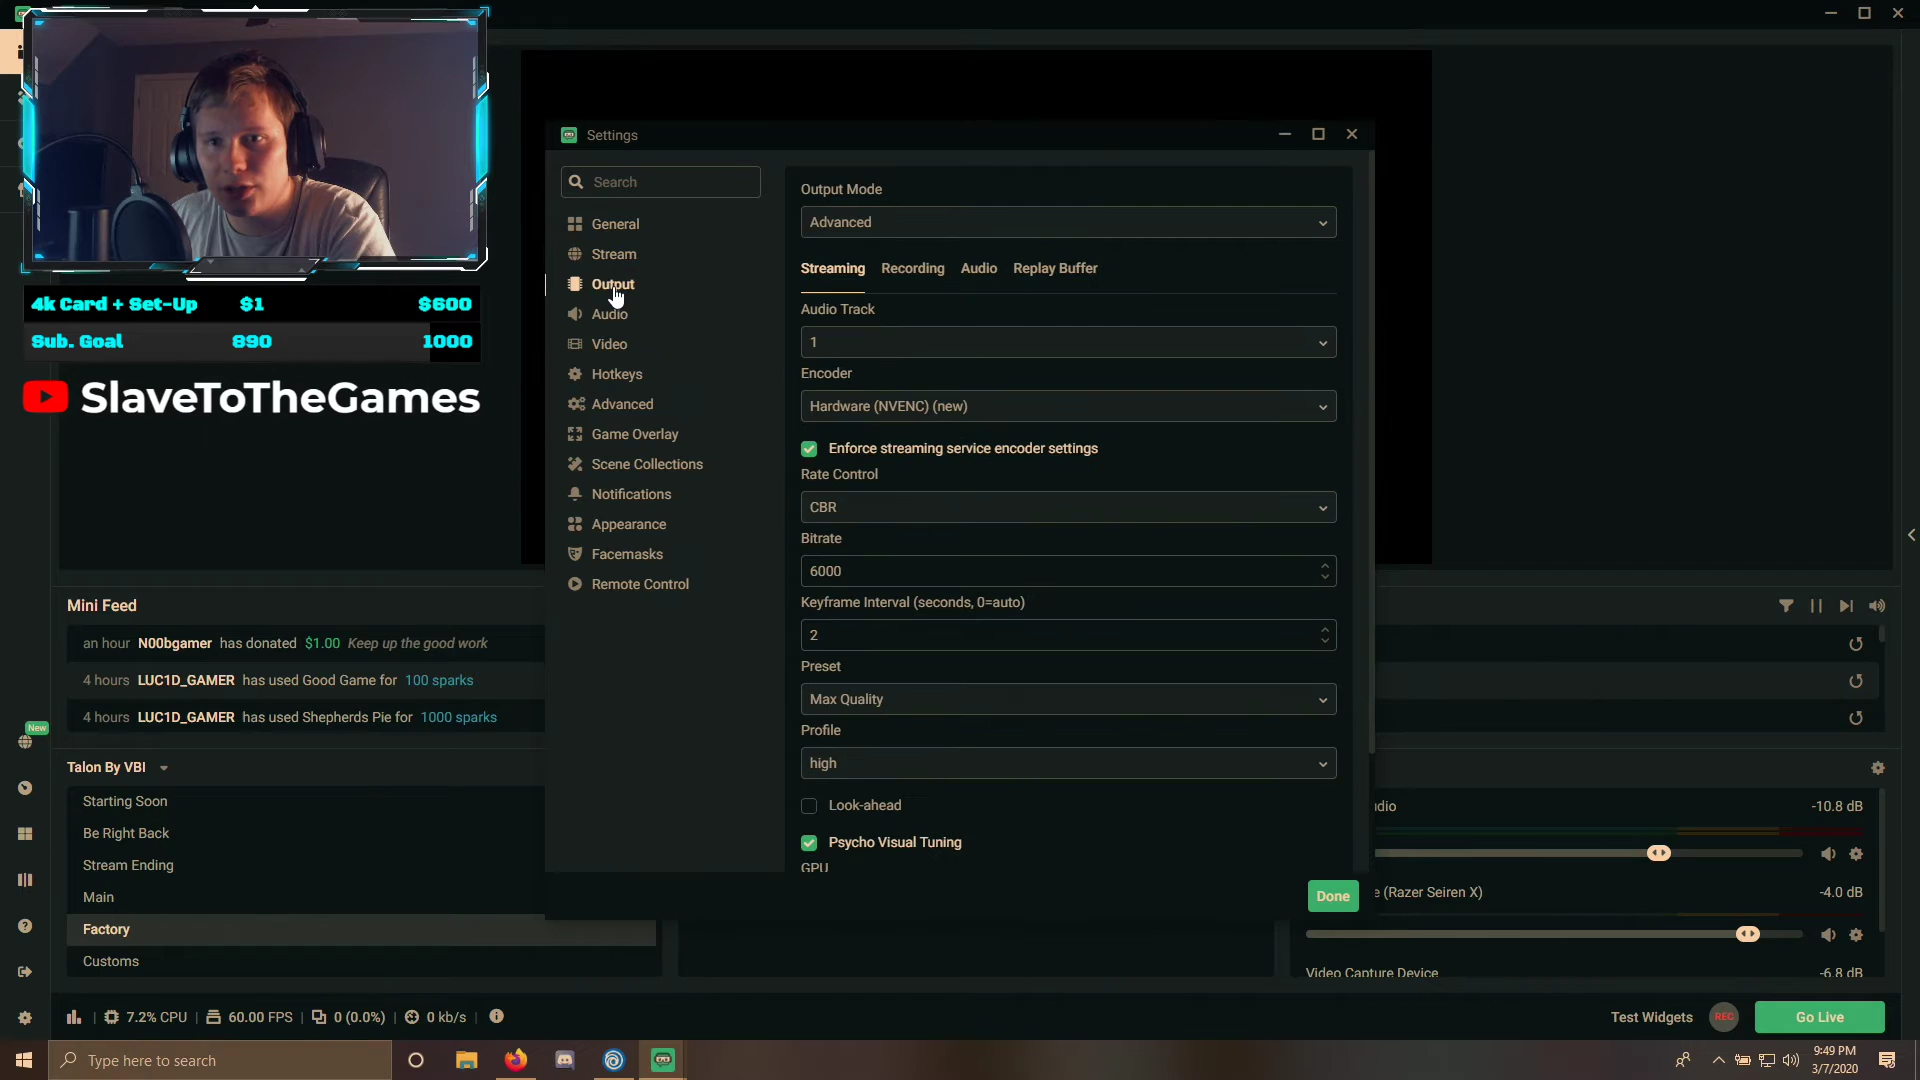 Settings
Search
General
Stream
Output
Audio
Video
Hotkeys
Advanced
Game Overlay
Scene Collections
Notifications
Appearance
Facemasks
Remote Control
Output Mode
Advanced
Streaming Recording Audio Replay Buffer
Audio Track
1
Encoder
Hardware (NVENC) (new)
Enforce streaming service encoder settings
Rate Control
CBR
Bitrate
6000
Keyframe Interval (seconds, 0=auto)
2
Preset
Max Quality
Profile
high
Look-ahead
Psycho Visual Tuning
GPU
Done
4k Card + Set-Up $1 $600
Sub. Goal 890 1000
SlaveToTheGames
Mini Feed
an hour N00bgamer has donated $1.00 Keep up the good work
4 hours LUC1D_GAMER has used Good Game for 100 sparks
4 hours LUC1D_GAMER has used Shepherds Pie for 1000 sparks
New
Talon By VBI
Starting Soon
Be Right Back
Stream Ending
Main
Factory
Customs
dio -10.8 dB
e (Razer Seiren X) -4.0 dB
Video Capture Device -6.8 dB
7.2% CPU 60.00 FPS 0 (0.0%) 0 kb/s
Test Widgets REC Go Live
Type here to search
9:49 PM
3/7/2020